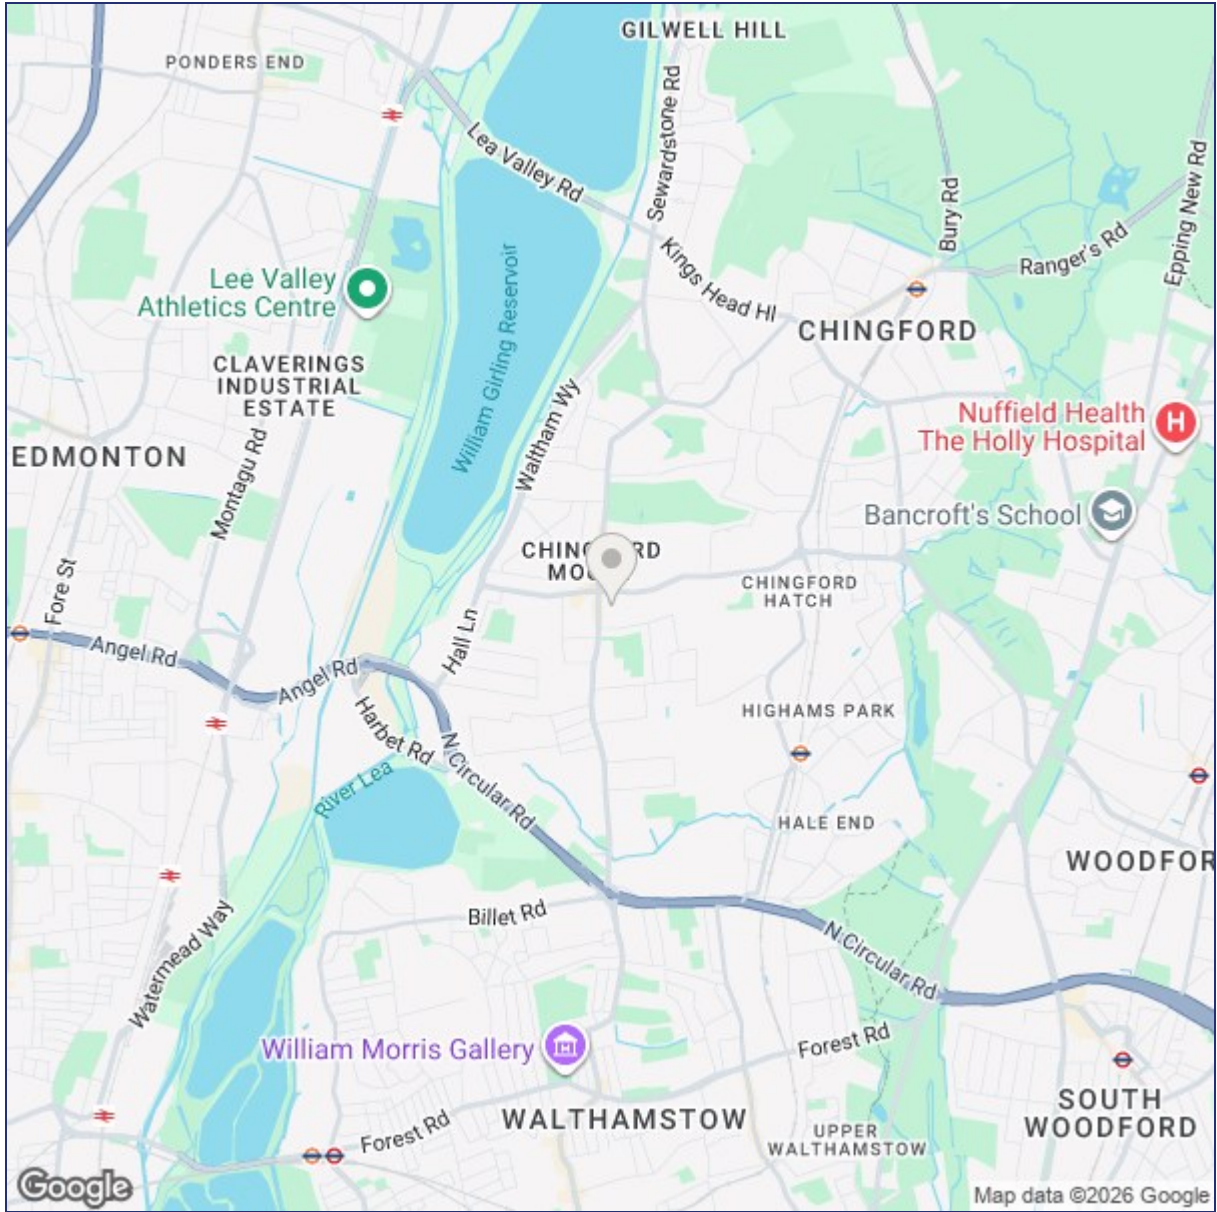 GILWELL HILL
PONDERS END
Lea Valley Rd
Sewardstone Rd
Bury Rd
Epping New Rd
Ranger's Rd
Kings Head Hl
Lee Valley
Athletics Centre
William Girling Reservoir
CHINGFORD
CLAVERINGS
INDUSTRIAL
ESTATE
Waltham Wy
Nuffield Health
The Holly Hospital
H
EDMONTON
Montagu Rd
Bancroft's School
CHINGFORD
CHINGFORD
HATCH
Fore St
Hall Ln
Angel Rd
Angel Rd
Harbet Rd
HIGHAMS PARK
N Circular Rd
River Lea
HALE END
WOODFOR
Billet Rd
Watermead Way
N Circular Rd
William Morris Gallery
Forest Rd
WALTHAMSTOW
Forest Rd
SOUTH
WOODFORD
UPPER
WALTHAMSTOW
Google
Map data ©2026 Google